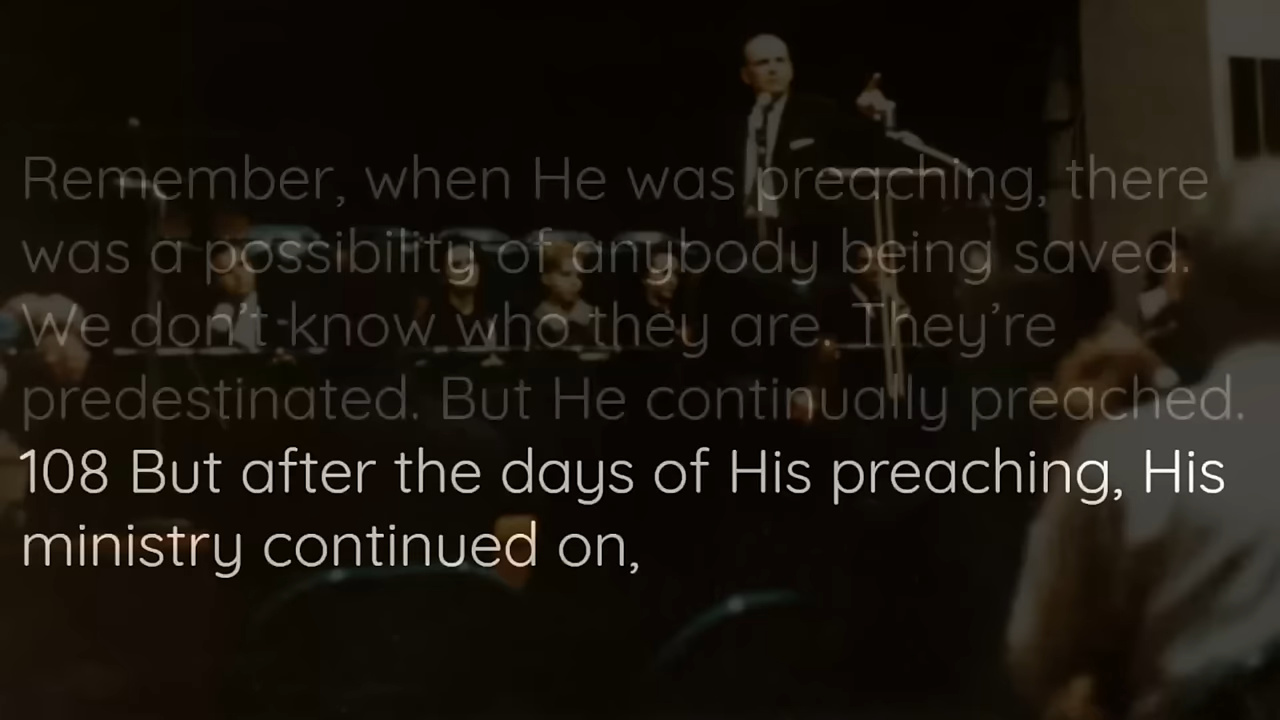 Remember, when He was preaching, there
was a possibility of anybody being saved.
We don’t know who they are. They’re
predestinated. But He continually preached.
108 But after the days of His preaching, His
ministry continued on,